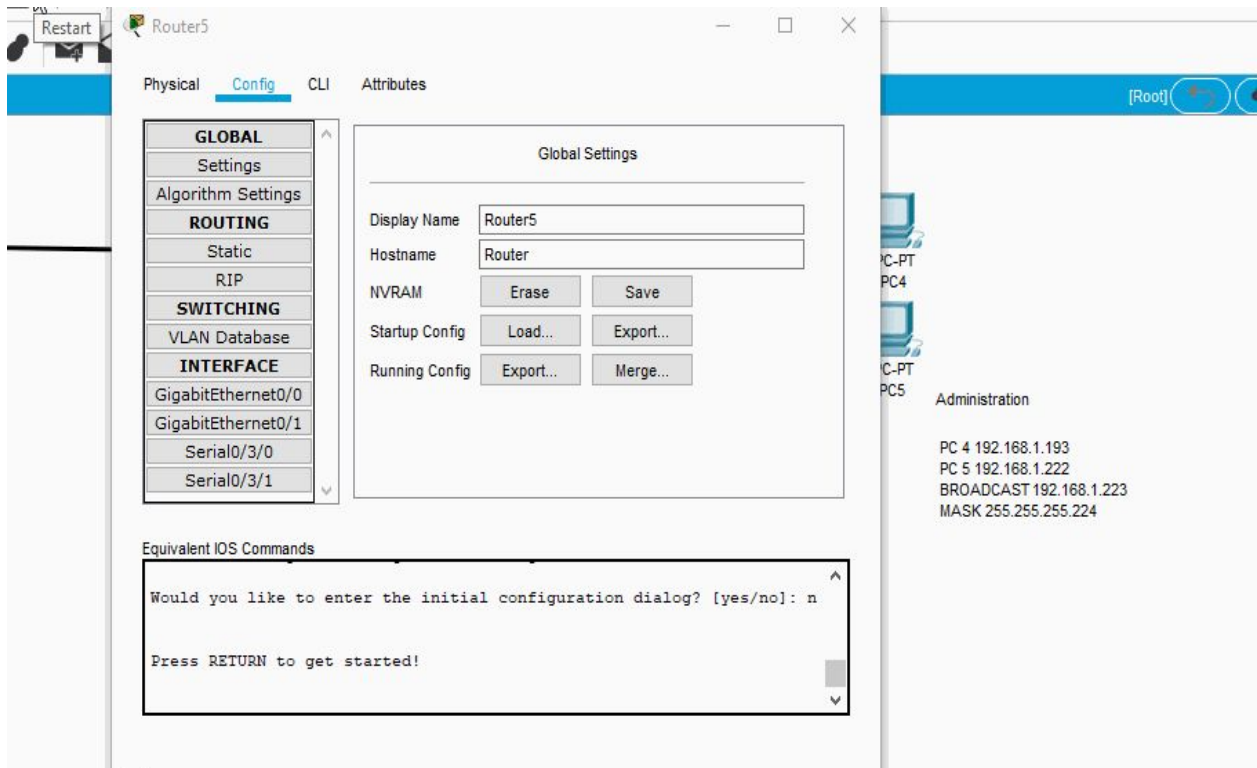 Restart
Router5
Physical Config CLI Attributes
[Root]
GLOBAL
Settings
Algorithm Settings
ROUTING
Static
RIP
SWITCHING
VLAN Database
INTERFACE
GigabitEthernet0/0
GigabitEthernet0/1
Serial0/3/0
Serial0/3/1
Global Settings
Display Name Router5
Hostname Router
NVRAM Erase Save
Startup Config Load... Export...
Running Config Export... Merge...
Equivalent IOS Commands
Would you like to enter the initial configuration dialog? [yes/no]: n
Press RETURN to get started!
PC-PT
PC4
C-PT
PC5
Administration
PC 4 192.168.1.193
PC 5 192.168.1.222
BROADCAST 192.168.1.223
MASK 255.255.255.224